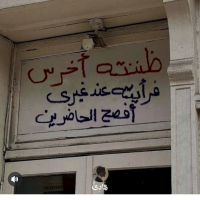 ظننته أخرس
فرأيته عند غيري
أفصح الحاضرين